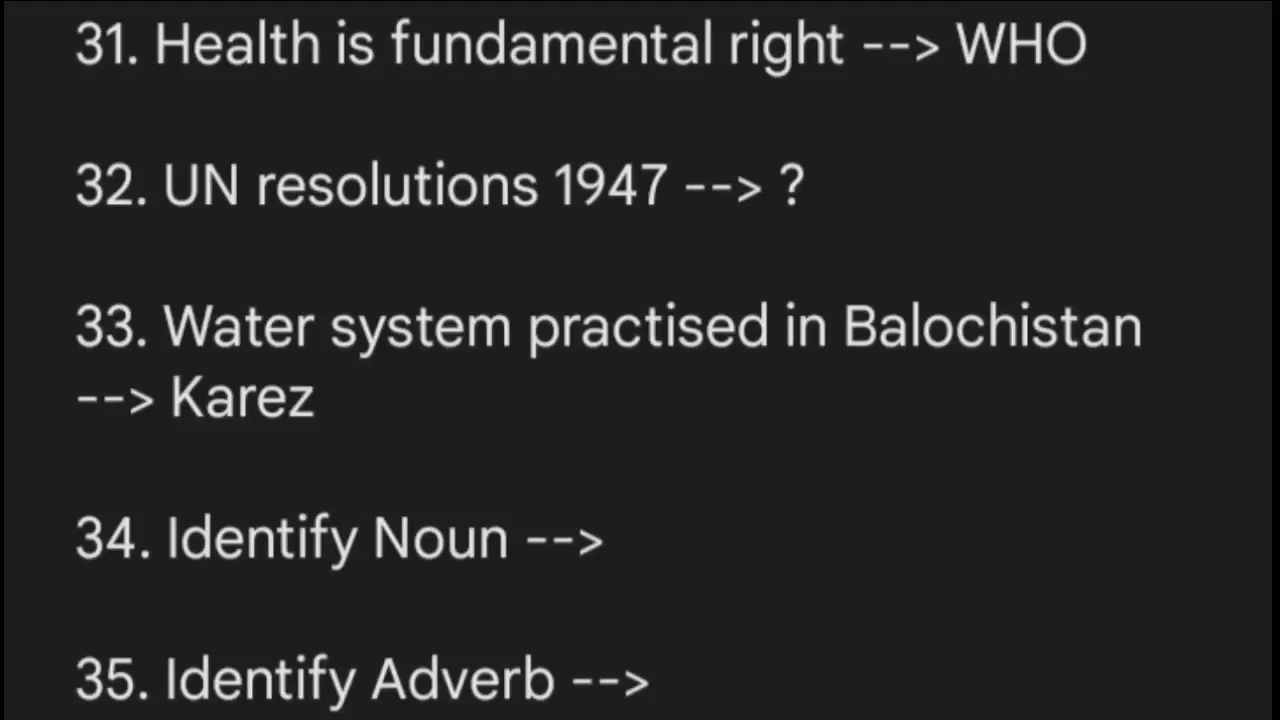 31. Health is fundamental right --> WHO
32. UN resolutions 1947 --> ?
33. Water system practised in Balochistan
--> Karez
34. Identify Noun -->
35. Identify Adverb -->